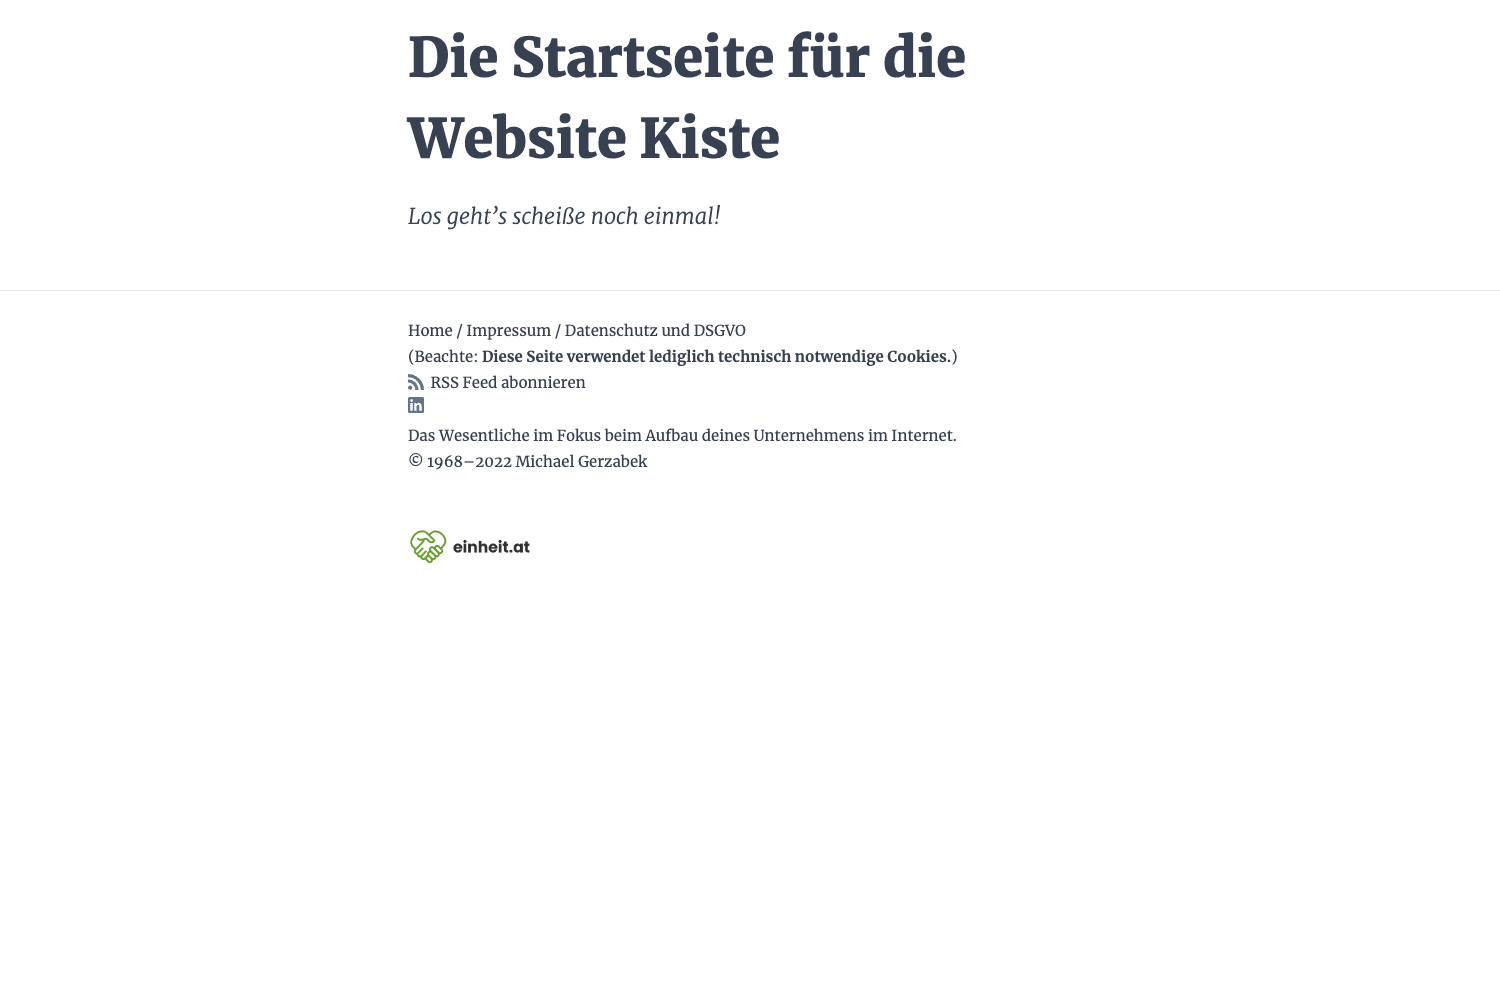 Die Startseite für die
Website Kiste
Los geht’s scheiße noch einmal!
Home / Impressum / Datenschutz und DSGVO
(Beachte: Diese Seite verwendet lediglich technisch notwendige Cookies.)
RSS Feed abonnieren
in
Das Wesentliche im Fokus beim Aufbau deines Unternehmens im Internet.
© 1968–2022 Michael Gerzabek
einheit.at